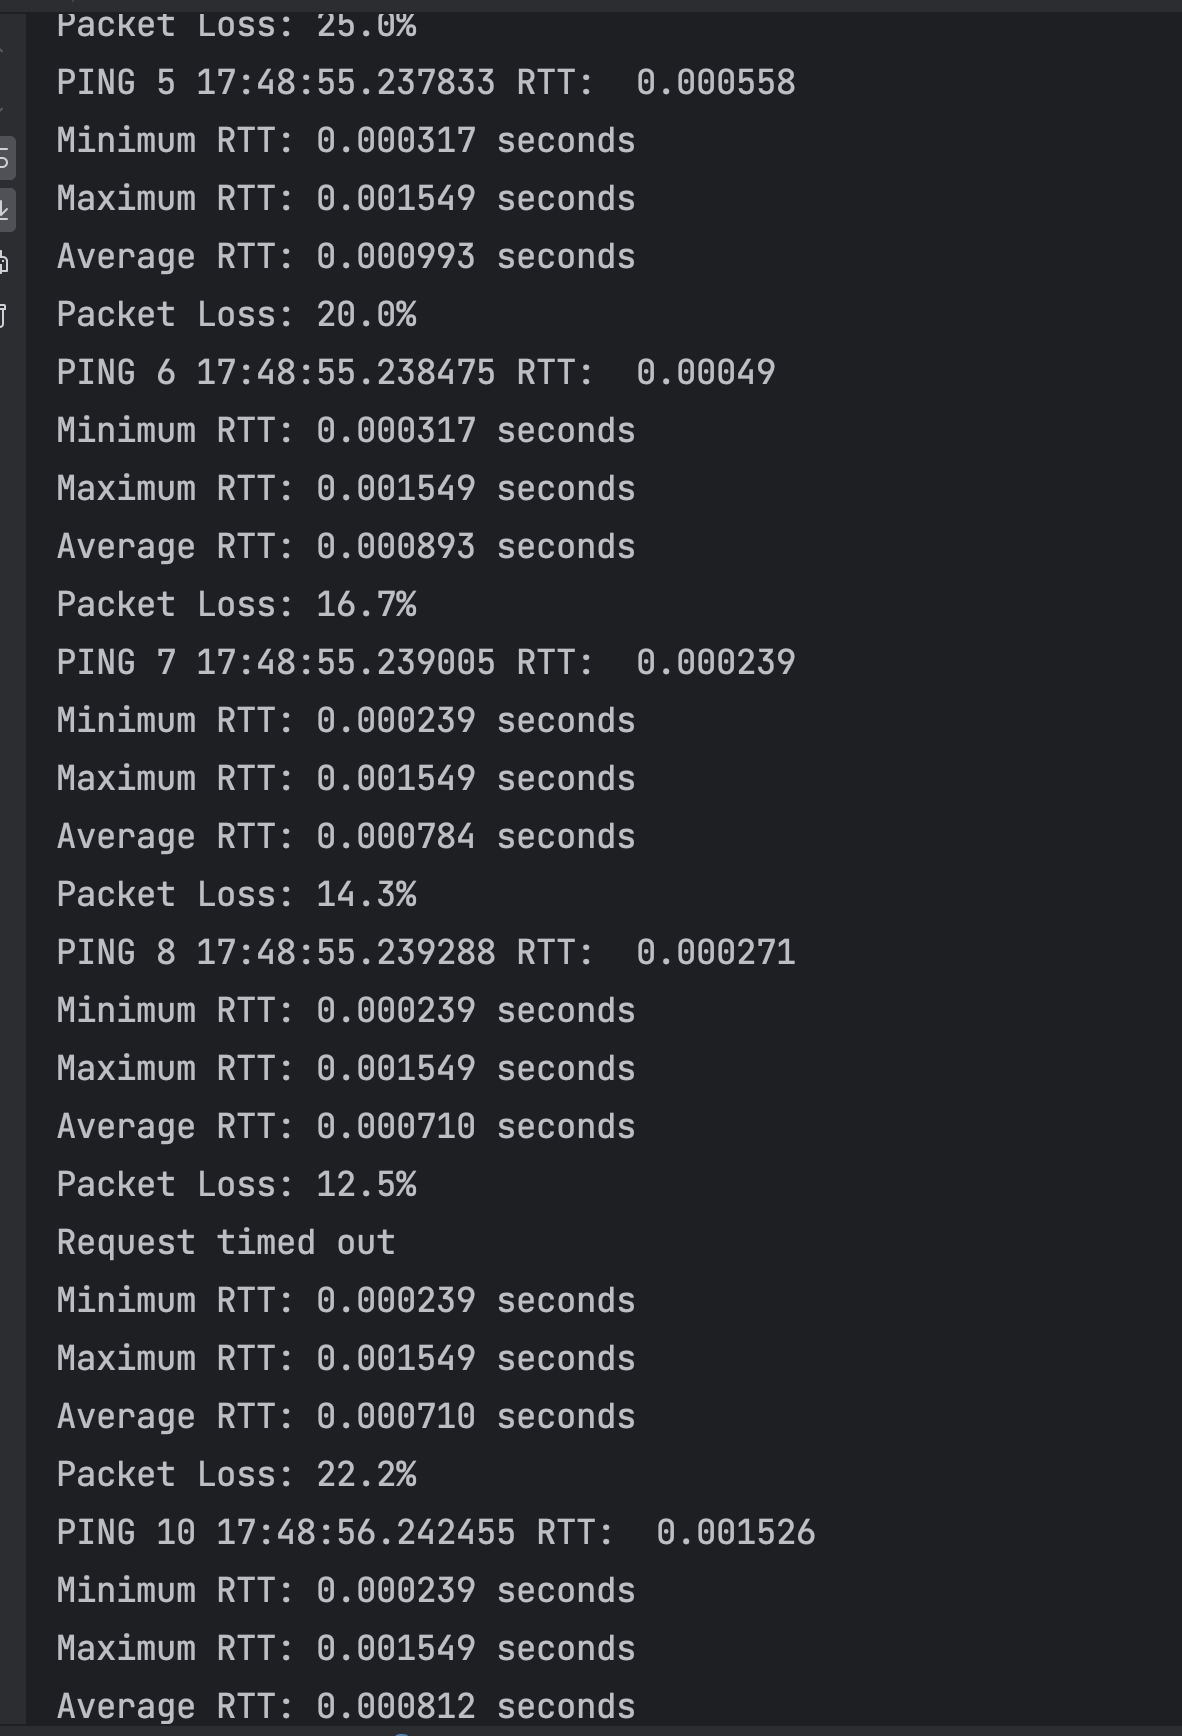 Packet Loss: 25.0%
PING 5 17:48:55.237833 RTT:  0.000558
Minimum RTT: 0.000317 seconds
Maximum RTT: 0.001549 seconds
Average RTT: 0.000993 seconds
Packet Loss: 20.0%
PING 6 17:48:55.238475 RTT:  0.00049
Minimum RTT: 0.000317 seconds
Maximum RTT: 0.001549 seconds
Average RTT: 0.000893 seconds
Packet Loss: 16.7%
PING 7 17:48:55.239005 RTT:  0.000239
Minimum RTT: 0.000239 seconds
Maximum RTT: 0.001549 seconds
Average RTT: 0.000784 seconds
Packet Loss: 14.3%
PING 8 17:48:55.239288 RTT:  0.000271
Minimum RTT: 0.000239 seconds
Maximum RTT: 0.001549 seconds
Average RTT: 0.000710 seconds
Packet Loss: 12.5%
Request timed out
Minimum RTT: 0.000239 seconds
Maximum RTT: 0.001549 seconds
Average RTT: 0.000710 seconds
Packet Loss: 22.2%
PING 10 17:48:56.242455 RTT:  0.001526
Minimum RTT: 0.000239 seconds
Maximum RTT: 0.001549 seconds
Average RTT: 0.000812 seconds